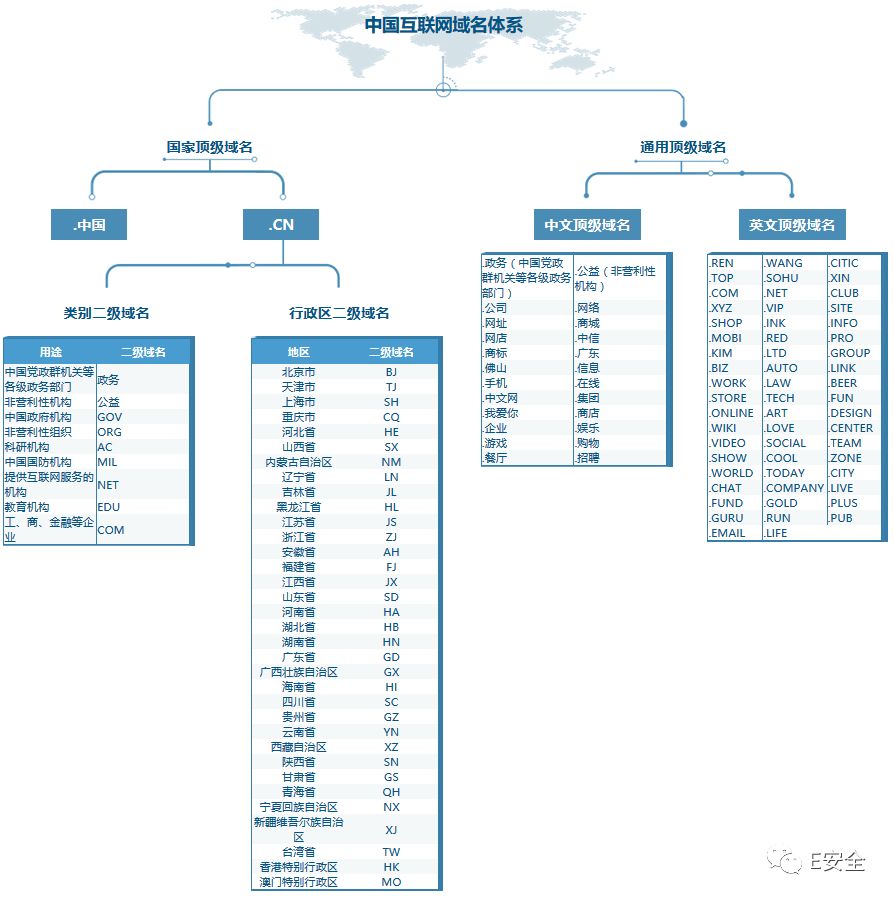 中国互联网域名体系
国家顶级域名
通用顶级域名
.中国
.CN
中文顶级域名
英文顶级域名
类别二级域名
行政区二级域名
用途 二级域名
中国党政群机关等
各级政务部门 政务
非营利性机构 公益
中国政府机构 GOV
非营利性组织 ORG
科研机构 AC
中国国防机构 MIL
提供互联网服务的
机构 NET
教育机构 EDU
工、商、金融等企
业 COM
地区 二级域名
北京市 BJ
天津市 TJ
上海市 SH
重庆市 CQ
河北省 HE
山西省 SX
内蒙古自治区 NM
辽宁省 LN
吉林省 JL
黑龙江省 HL
江苏省 JS
浙江省 ZJ
安徽省 AH
福建省 FJ
江西省 JX
山东省 SD
河南省 HA
湖北省 HB
湖南省 HN
广东省 GD
广西壮族自治区 GX
海南省 HI
四川省 SC
贵州省 GZ
云南省 YN
西藏自治区 XZ
陕西省 SN
甘肃省 GS
青海省 QH
宁夏回族自治区 NX
新疆维吾尔族自治
区 XJ
台湾省 TW
香港特别行政区 HK
澳门特别行政区 MO
.政务（中国党政
群机关等各级政务
部门）
.公益（非营利性
机构）
.公司 .网络
.网址 .商城
.网店 .中信
.商标 .广东
.佛山 .信息
.手机 .在线
.中文网 .集团
.我爱你 .商店
.企业 .娱乐
.游戏 .购物
.餐厅 .招聘
.REN .WANG .CITIC
.TOP .SOHU .XIN
.COM .NET .CLUB
.XYZ .VIP .SITE
.SHOP .INK .INFO
.MOBI .RED .PRO
.KIM .LTD .GROUP
.BIZ .AUTO .LINK
.WORK .LAW .BEER
.STORE .TECH .FUN
.ONLINE .ART .DESIGN
.WIKI .LOVE .CENTER
.VIDEO .SOCIAL .TEAM
.SHOW .COOL .ZONE
.WORLD .TODAY .CITY
.CHAT .COMPANY .LIVE
.FUND .GOLD .PLUS
.GURU .RUN .PUB
.EMAIL .LIFE
E安全